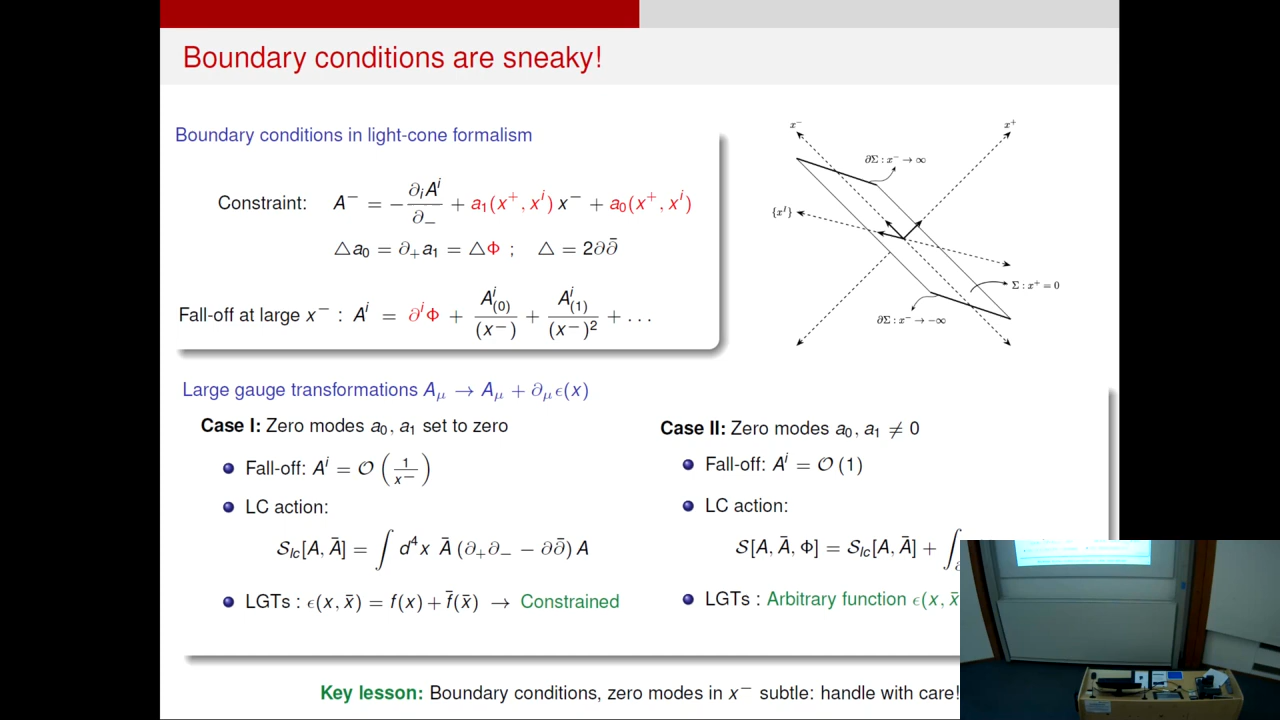 Boundary conditions are sneaky!
Boundary conditions in light-cone formalism
Constraint: A⁻ = − ∂ᵢAⁱ / ∂₋ + a₁(x⁺, xⁱ) x⁻ + a₀(x⁺, xⁱ)
△a₀ = ∂₊a₁ = △Φ ; △ = 2∂∂̄
Fall-off at large x⁻ : Aⁱ = ∂ⁱΦ + Aⁱ₍₀₎ / (x⁻) + Aⁱ₍₁₎ / (x⁻)² + . . .
x⁻
x⁺
∂Σ : x⁻ → ∞
{xᴵ}
Σ : x⁺ = 0
∂Σ : x⁻ → −∞
Large gauge transformations A_μ → A_μ + ∂_μ ϵ(x)
Case I: Zero modes a₀, a₁ set to zero
Fall-off: Aⁱ = O (1 / x⁻)
LC action:
S_lc[A, Ā] = ∫ d⁴x Ā (∂₊∂₋ − ∂∂̄) A
LGTs : ϵ(x, x̄) = f(x) + f̄(x̄) → Constrained
Case II: Zero modes a₀, a₁ ≠ 0
Fall-off: Aⁱ = O (1)
LC action:
S[A, Ā, Φ] = S_lc[A, Ā] + ∫
LGTs : Arbitrary function ϵ(x, x̄
Key lesson: Boundary conditions, zero modes in x⁻ subtle: handle with care!